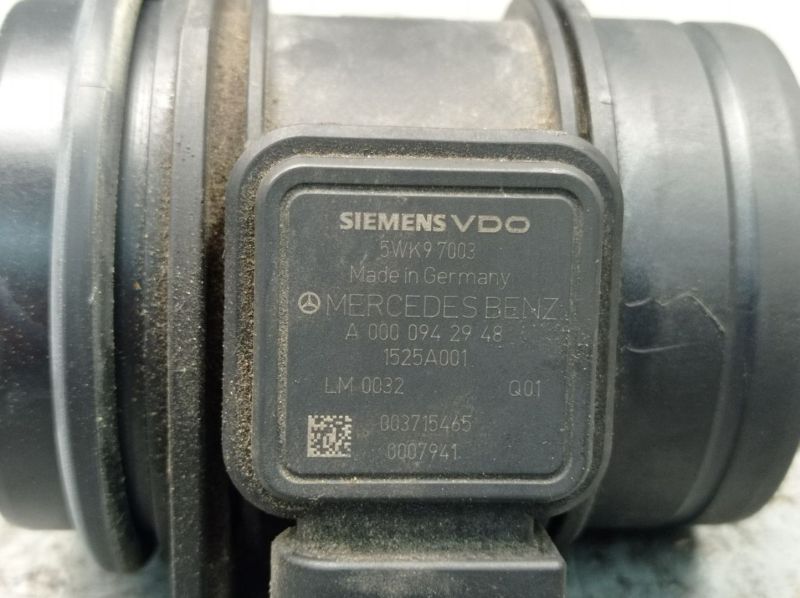 SIEMENS VDO
5WK9 7003
Made in Germany
MERCEDES BENZ
A 000 094 29 48
1525A001
LM 0032 Q01
003715465
0007941